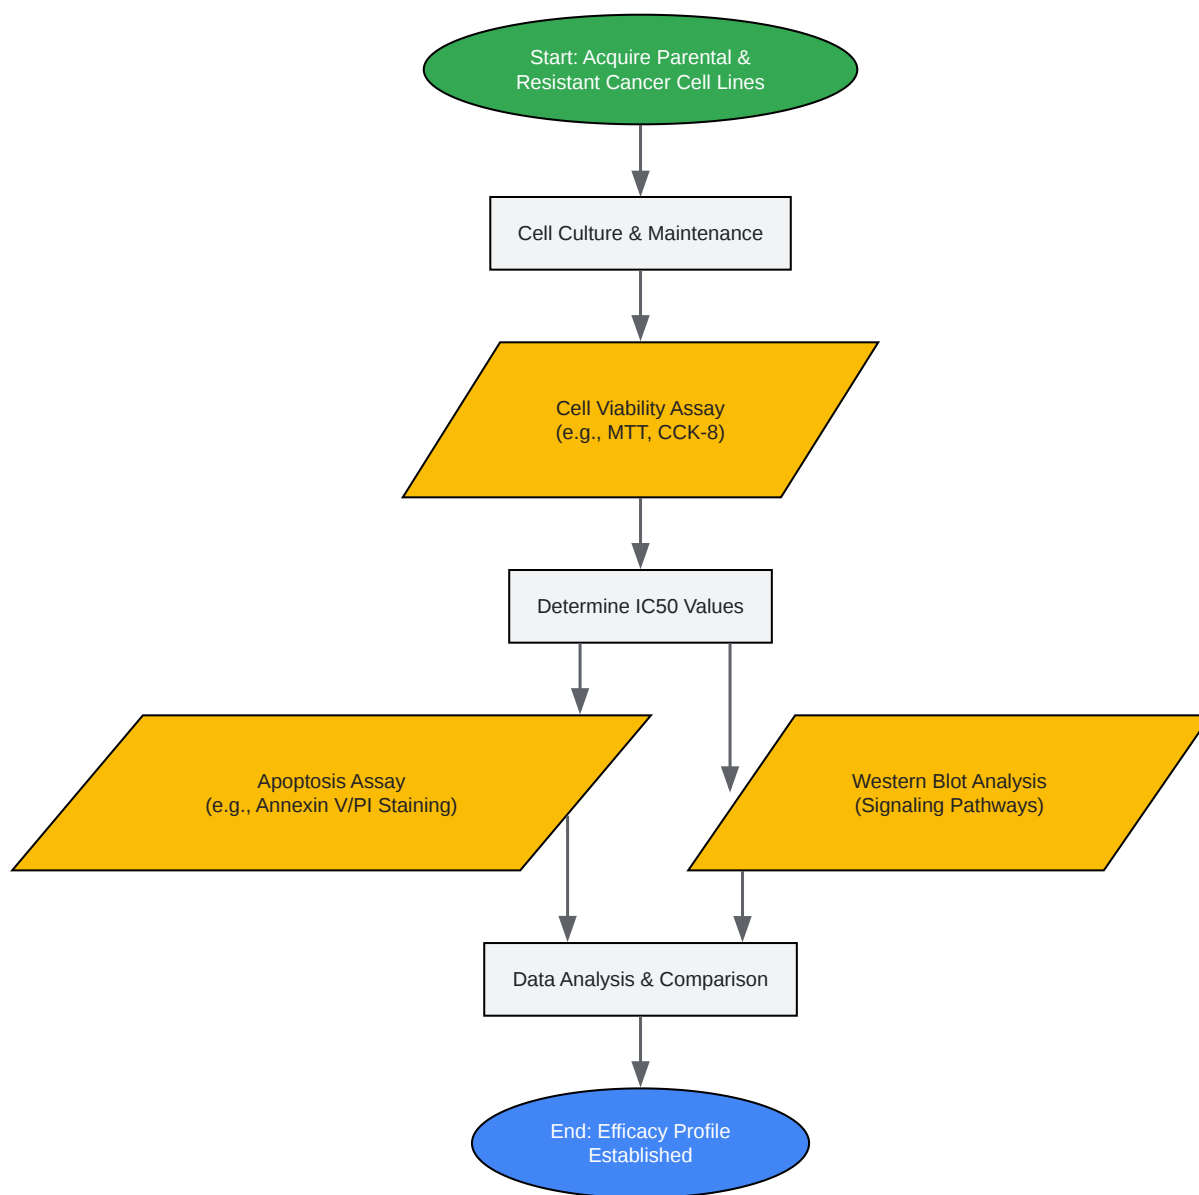 Start: Acquire Parental &
Resistant Cancer Cell Lines
Cell Culture & Maintenance
Cell Viability Assay
(e.g., MTT, CCK-8)
Determine IC50 Values
Apoptosis Assay
(e.g., Annexin V/PI Staining)
Western Blot Analysis
(Signaling Pathways)
Data Analysis & Comparison
End: Efficacy Profile
Established